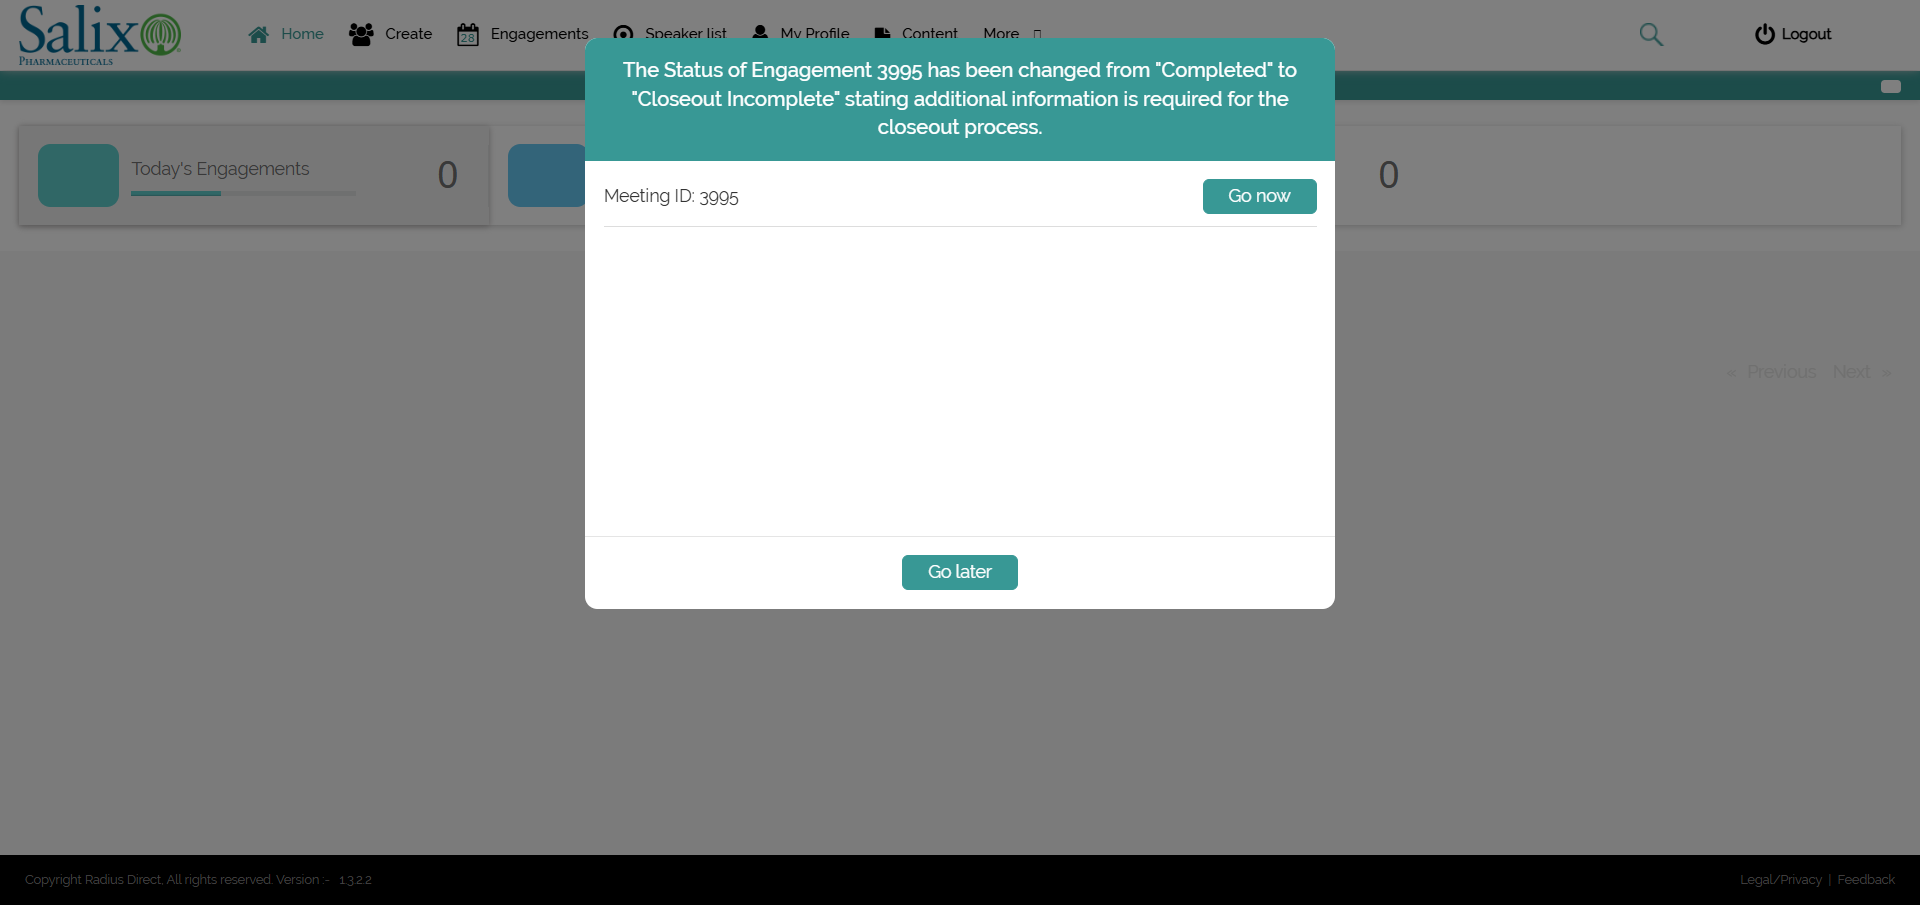 Salix
PHARMACEUTICALS
Home
Create
28
Engagements
Speaker list
My Profile
Content
More
Logout
The Status of Engagement 3995 has been changed from "Completed" to
"Closeout Incomplete" stating additional information is required for the
closeout process.
Today's Engagements
0
0
Meeting ID: 3995
Go now
« Previous Next »
Go later
Copyright Radius Direct, All rights reserved. Version :- 1.3.2.2
Legal/Privacy | Feedback